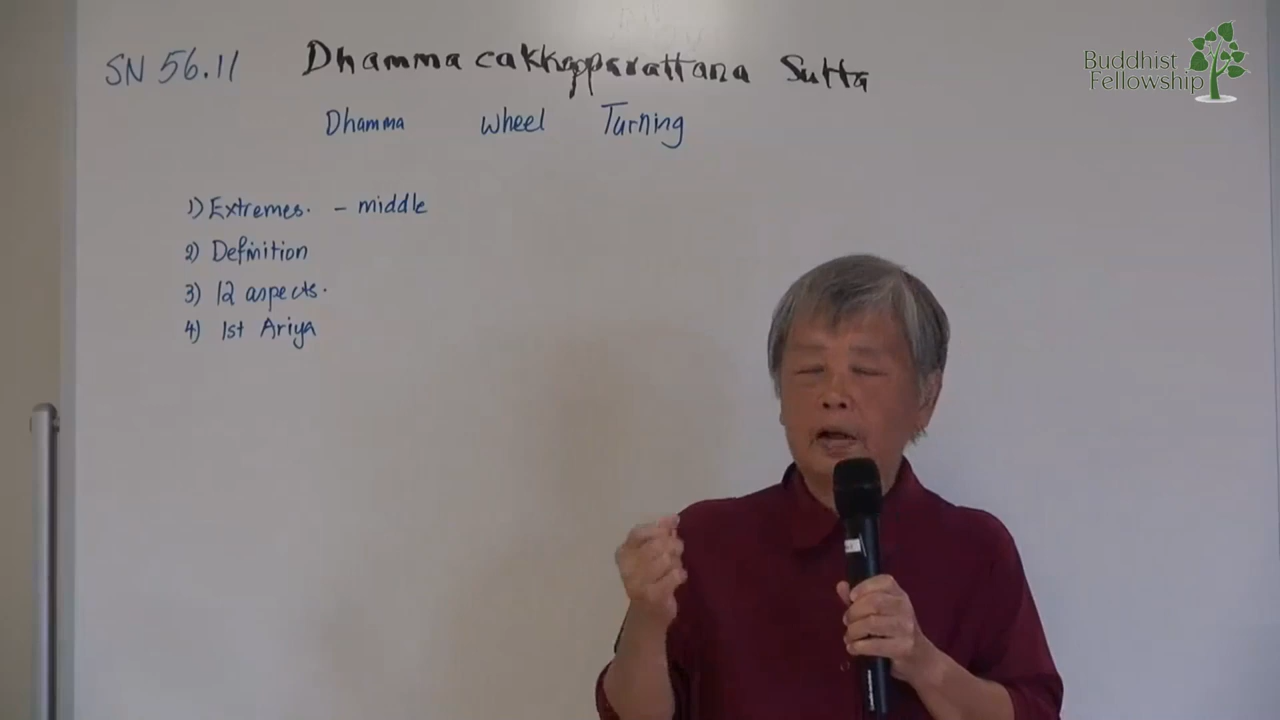 SN 56.11 Dhammacakkappavattana Sutta
Dhamma wheel Turning
1) Extremes. – middle
2) Definition
3) 12 aspects.
4) 1st Ariya
Buddhist
Fellowship